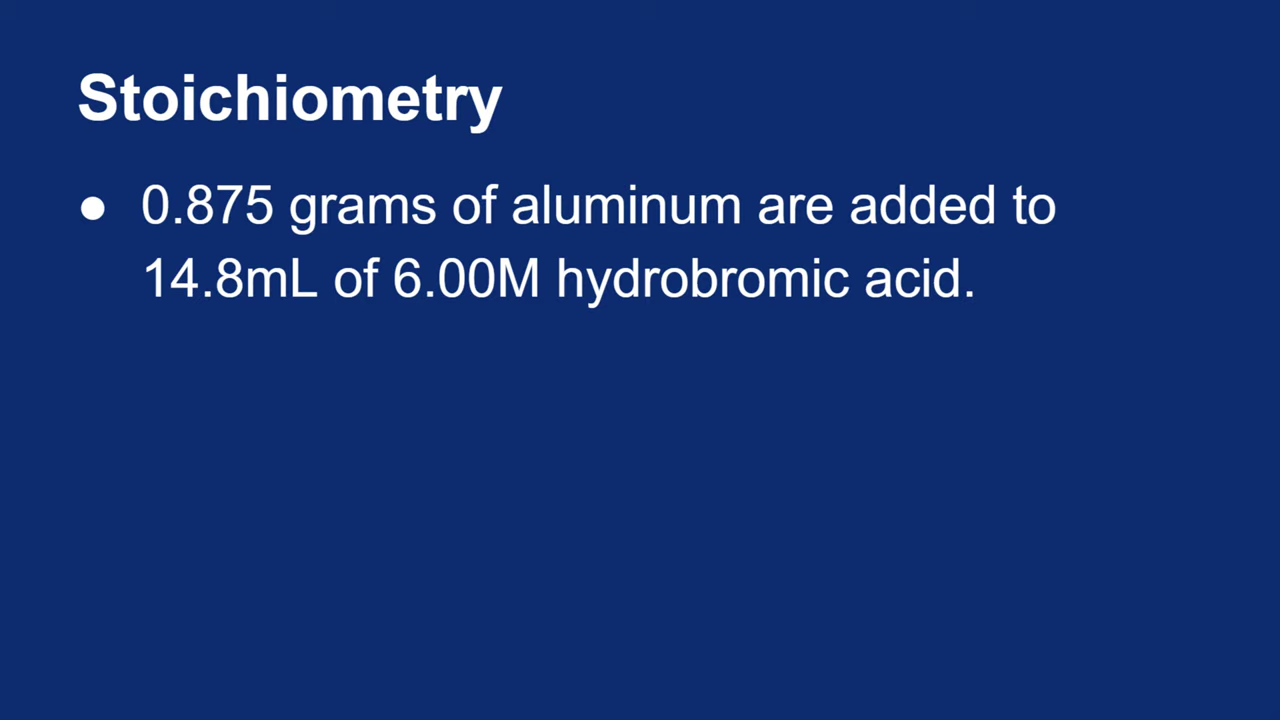 Stoichiometry
● 0.875 grams of aluminum are added to
14.8mL of 6.00M hydrobromic acid.